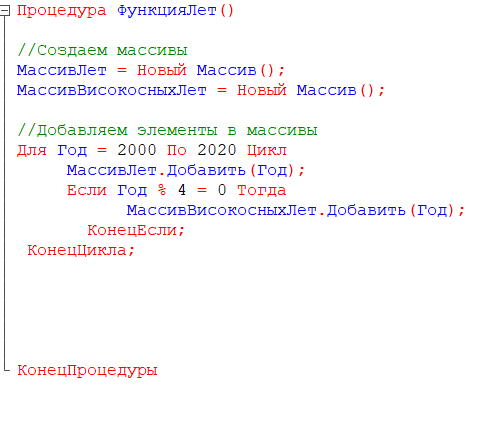 Процедура ФункцияЛет()
//Создаем массивы
МассивЛет = Новый Массив();
МассивВисокосныхЛет = Новый Массив();
//Добавляем элементы в массивы
Для Год = 2000 По 2020 Цикл
МассивЛет.Добавить(Год);
Если Год % 4 = 0 Тогда
МассивВисокосныхЛет.Добавить(Год);
КонецЕсли;
КонецЦикла;
КонецПроцедуры